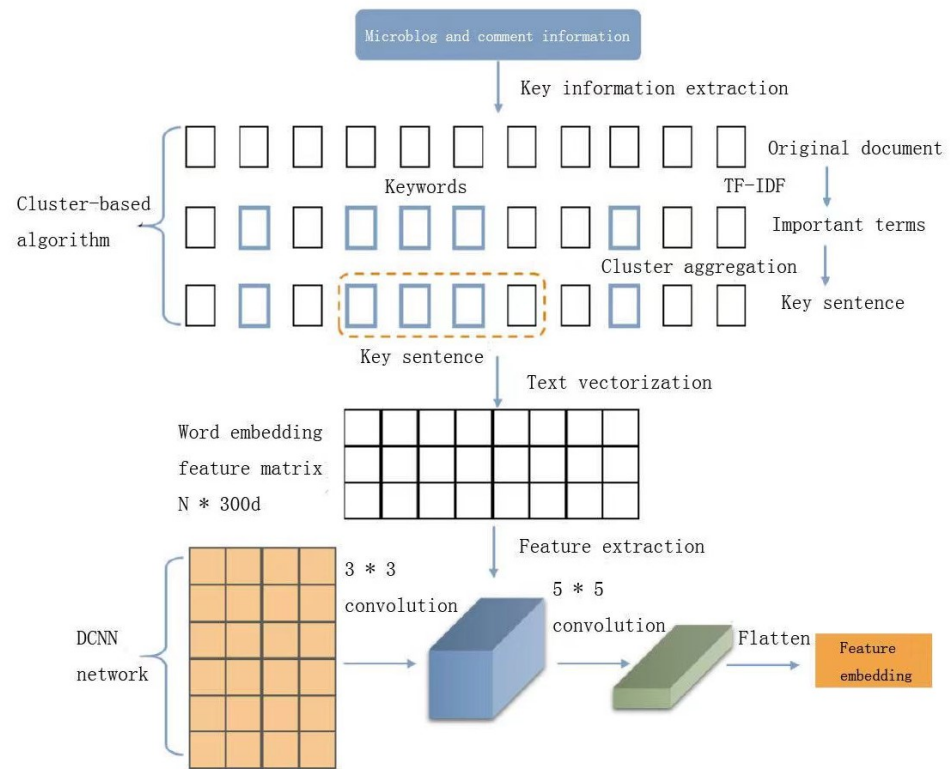 Microblog and comment information
Key information extraction
Original document
Keywords
TF-IDF
Cluster-based
algorithm
Important terms
Cluster aggregation
Key sentence
Key sentence
Text vectorization
Word embedding
feature matrix
N * 300d
Feature extraction
3 * 3
convolution
5 * 5
convolution
DCNN
network
Flatten
Feature
embedding